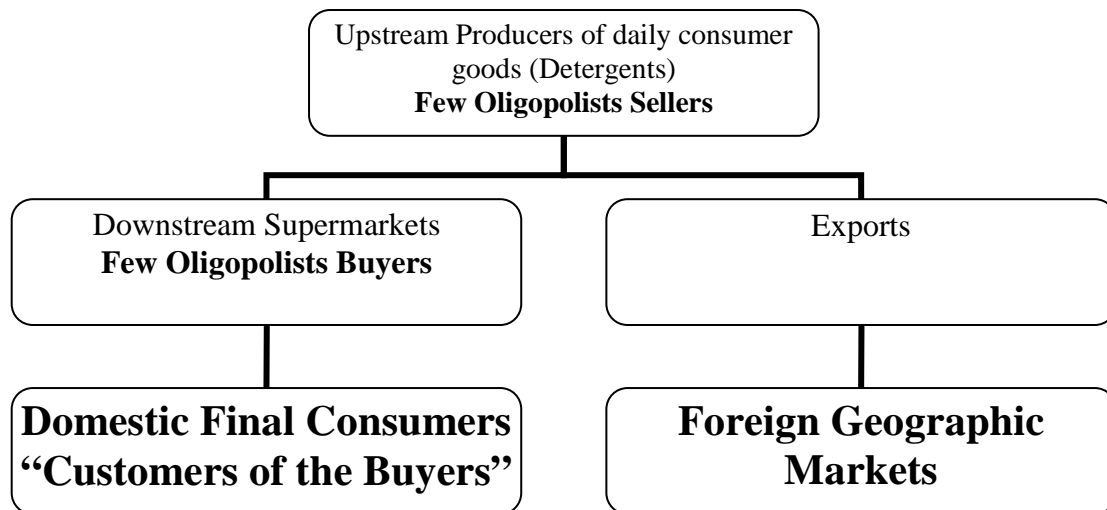 Upstream Producers of daily consumer
goods (Detergents)
Few Oligopolists Sellers
Downstream Supermarkets
Few Oligopolists Buyers
Exports
Domestic Final Consumers
“Customers of the Buyers”
Foreign Geographic
Markets